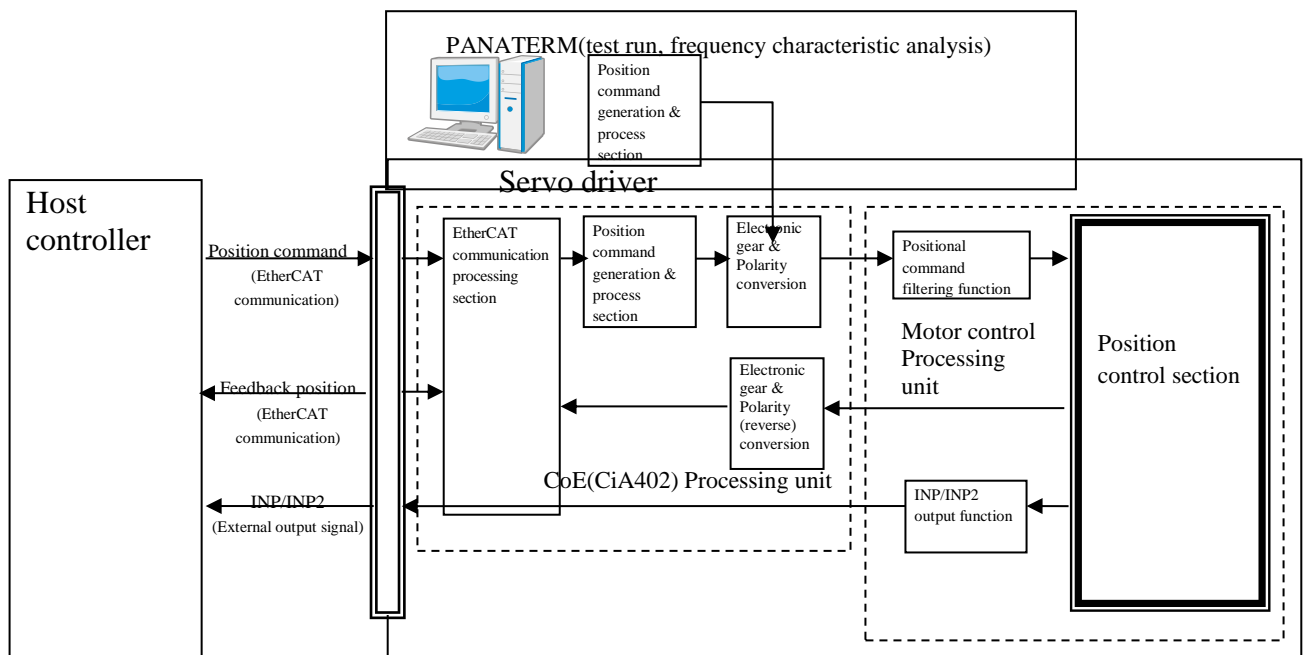 PANATERM(test run, frequency characteristic analysis)
Position
command
generation &
process
section
Servo driver
Host
controller
Position command
(EtherCAT
communication)
EtherCAT
communication
processing
section
Position
command
generation &
process
section
Electronic
gear &
Polarity
conversion
Positional
command
filtering function
Motor control
Processing
unit
Position
control section
Feedback position
(EtherCAT
communication)
Electronic
gear &
Polarity
(reverse)
conversion
CoE(CiA402) Processing unit
INP/INP2
(External output signal)
INP/INP2
output function